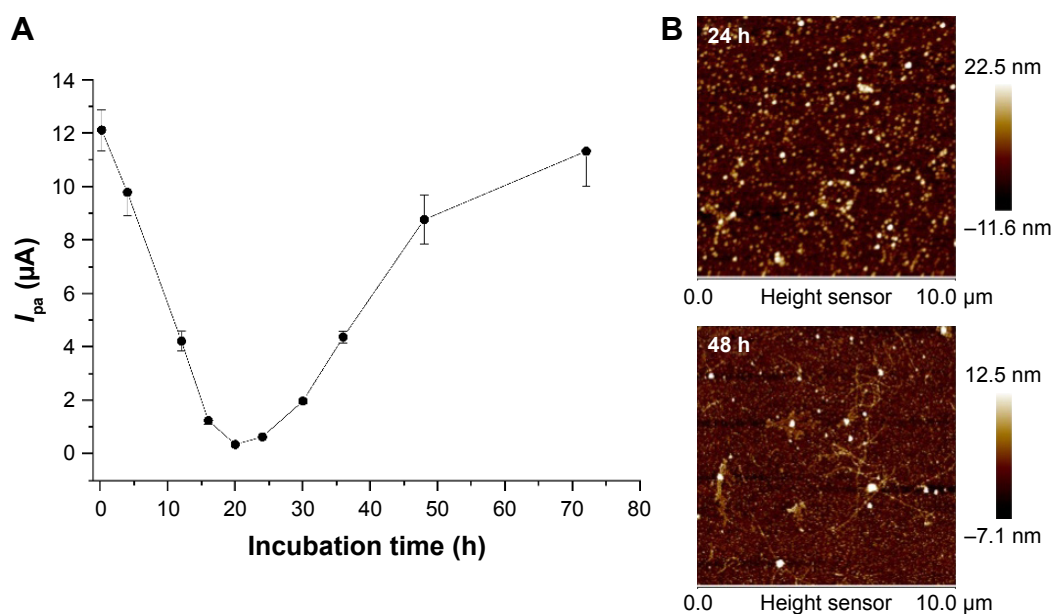 A
14
12
10
8
6
4
2
0
I pa (µA)
0 10 20 30 40 50 60 70 80
Incubation time (h)
B
24 h
22.5 nm
–11.6 nm
0.0 Height sensor 10.0 µm
48 h
12.5 nm
–7.1 nm
0.0 Height sensor 10.0 µm